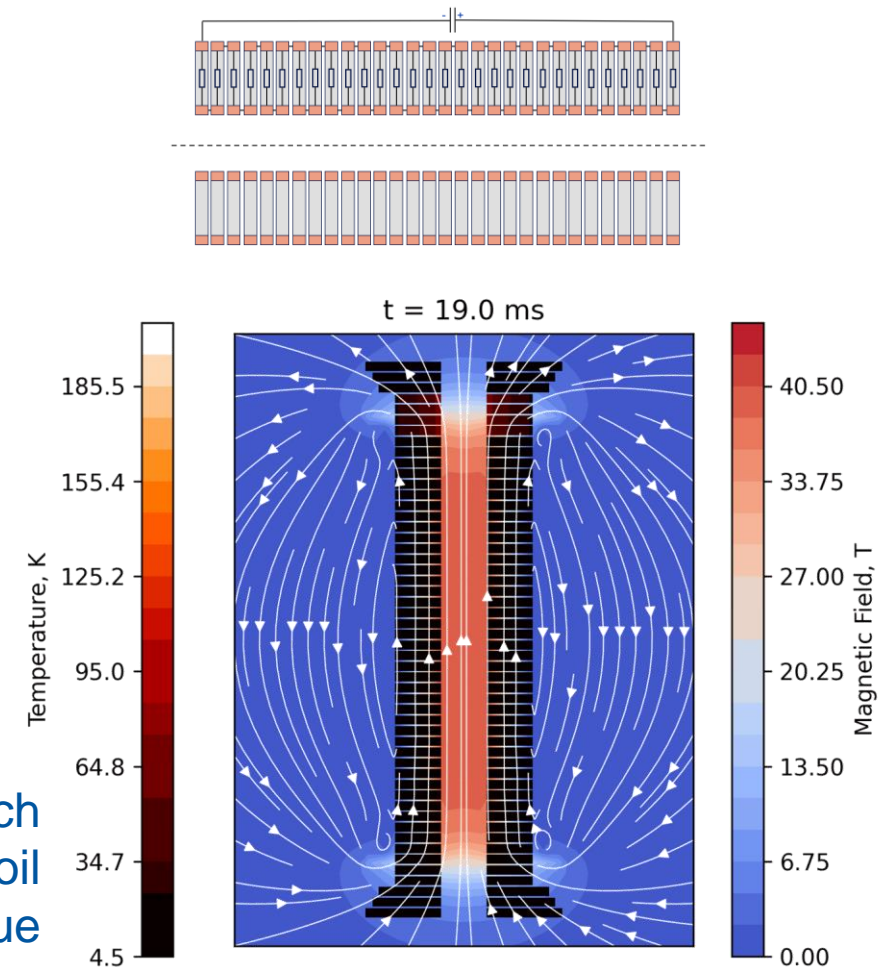 - +
t = 19.0 ms
185.5
155.4
125.2
95.0
64.8
34.7
4.5
Temperature, K
40.50
33.75
27.00
20.25
13.50
6.75
0.00
Magnetic Field, T
ch
oil
ue